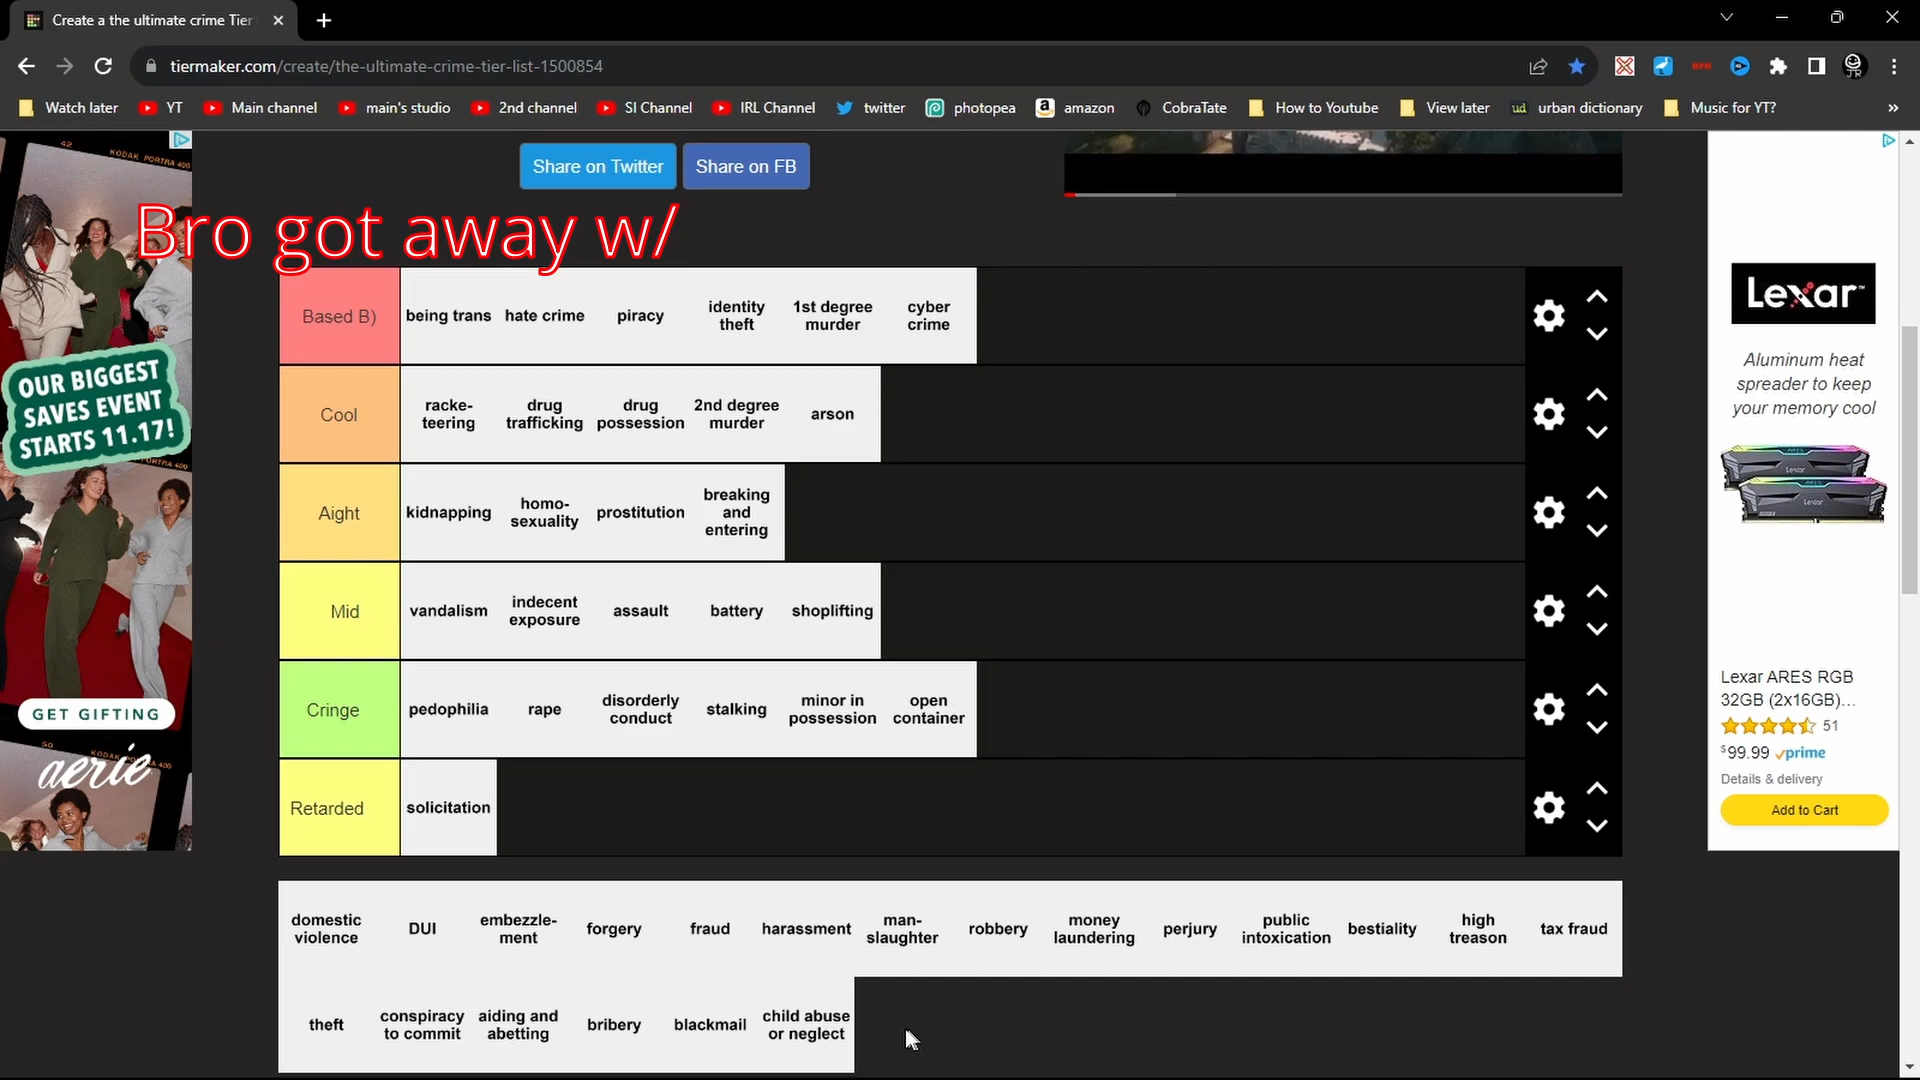 Create a the ultimate crime Tier
tiermaker.com/create/the-ultimate-crime-tier-list-1500854
Watch later YT Main channel main's studio 2nd channel SI Channel IRL Channel twitter photopea amazon CobraTate How to Youtube View later urban dictionary Music for YT?
Share on Twitter Share on FB
Bro got away w/
Based B) being trans hate crime piracy identity theft 1st degree murder cyber crime
Cool racke-teering drug trafficking drug possession 2nd degree murder arson
Aight kidnapping homo-sexuality prostitution breaking and entering
Mid vandalism indecent exposure assault battery shoplifting
Cringe pedophilia rape disorderly conduct stalking minor in possession open container
Retarded solicitation
domestic violence DUI embezzle-ment forgery fraud harassment man-slaughter robbery money laundering perjury public intoxication bestiality high treason tax fraud
theft conspiracy to commit aiding and abetting bribery blackmail child abuse or neglect
42 KODAK PORTRA 400
OUR BIGGEST
SAVES EVENT
STARTS 11.17!
GET GIFTING
50 KODAK PORTRA 400
aerie
Lexar
Aluminum heat
spreader to keep
your memory cool
Lexar ARES RGB
32GB (2x16GB)...
51
$99.99 prime
Details & delivery
Add to Cart